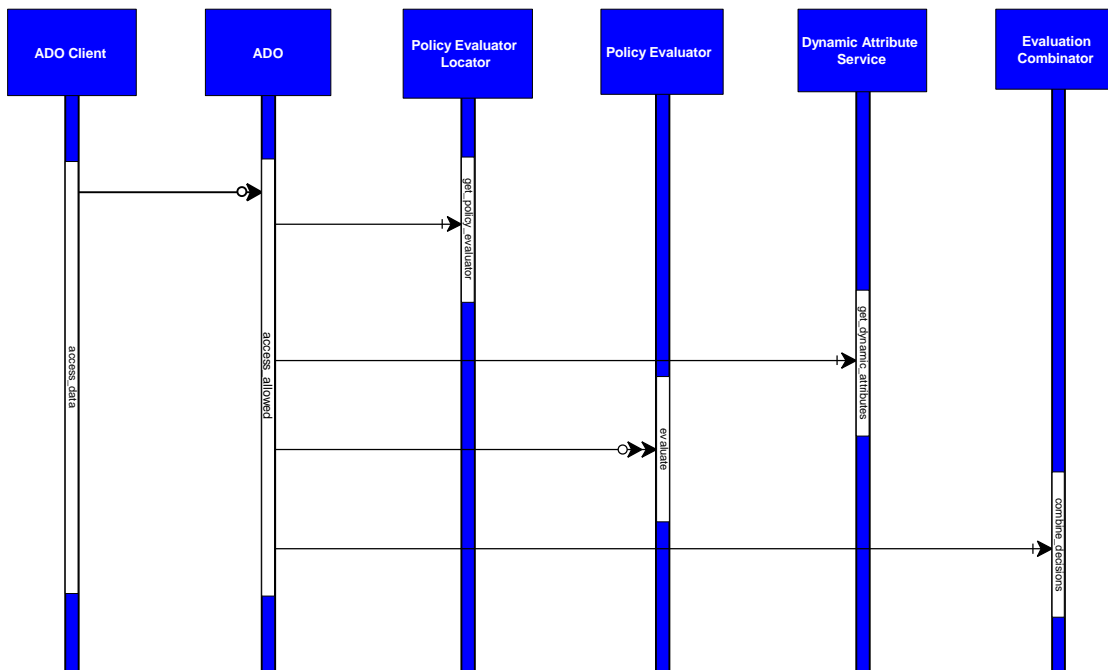 ADO Client
ADO
Policy Evaluator
Locator
Policy Evaluator
Dynamic Attribute
Service
Evaluation
Combinator
access_data
access_allowed
get_policy_evaluator
evaluate
get_dynamic_attributes
combine_decisions